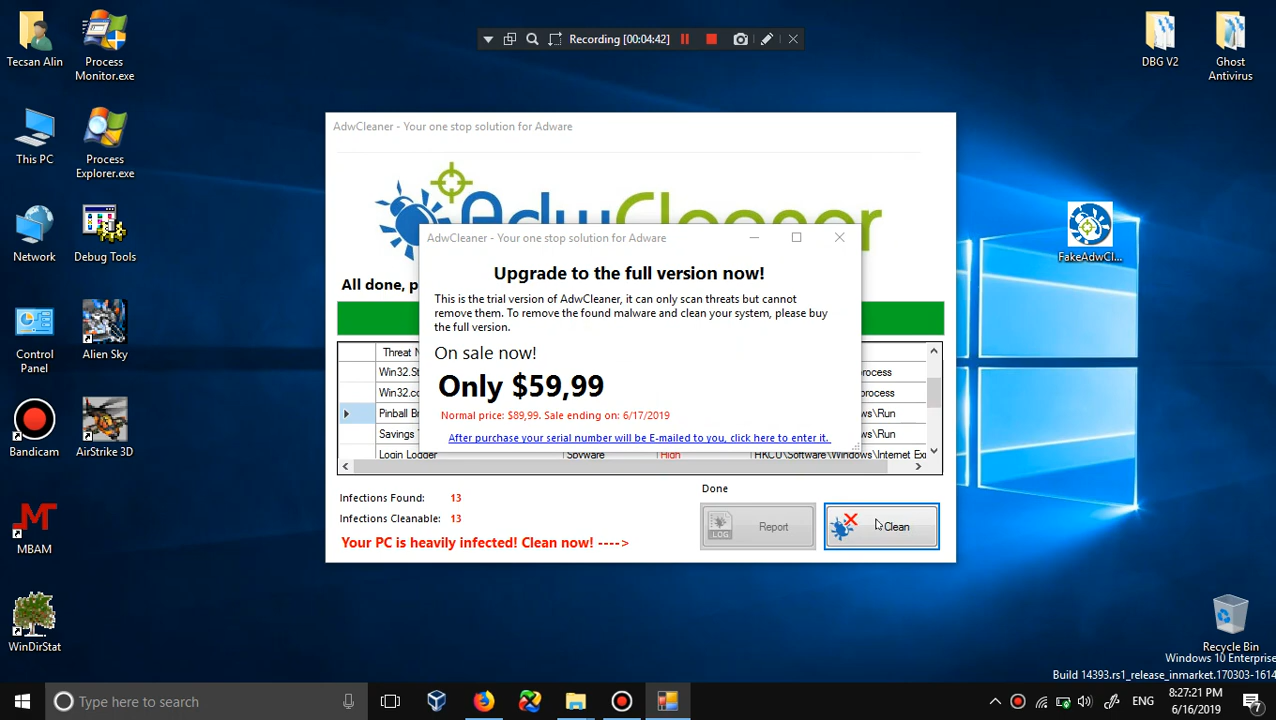 Tecsan Alin
Process
Monitor.exe
Recording [00:04:42]
DBG V2
Ghost
Antivirus
This PC
Process
Explorer.exe
Network
Debug Tools
Control
Panel
Alien Sky
Bandicam
AirStrike 3D
MBAM
WinDirStat
FakeAdwCl...
AdwCleaner - Your one stop solution for Adware
AdwCleaner
All done, p
AdwCleaner - Your one stop solution for Adware
Upgrade to the full version now!
This is the trial version of AdwCleaner, it can only scan threats but cannot
remove them. To remove the found malware and clean your system, please buy
the full version.
On sale now!
Only $59,99
Normal price: $89,99. Sale ending on: 6/17/2019
After purchase your serial number will be E-mailed to you, click here to enter it.
Threat N
Win32.St
process
Win32.co
process
Pinball Br
ws\Run
Savings
ws\Run
Login Logger
Spyware
High
HKCU\Software\Windows\Internet Ex
Infections Found: 13
Infections Cleanable: 13
Your PC is heavily infected! Clean now! ---->
Done
LOG
Report
Clean
Recycle Bin
Windows 10 Enterprise
Build 14393.rs1_release_inmarket.170303-1614
Type here to search
ENG
8:27:21 PM
6/16/2019
7